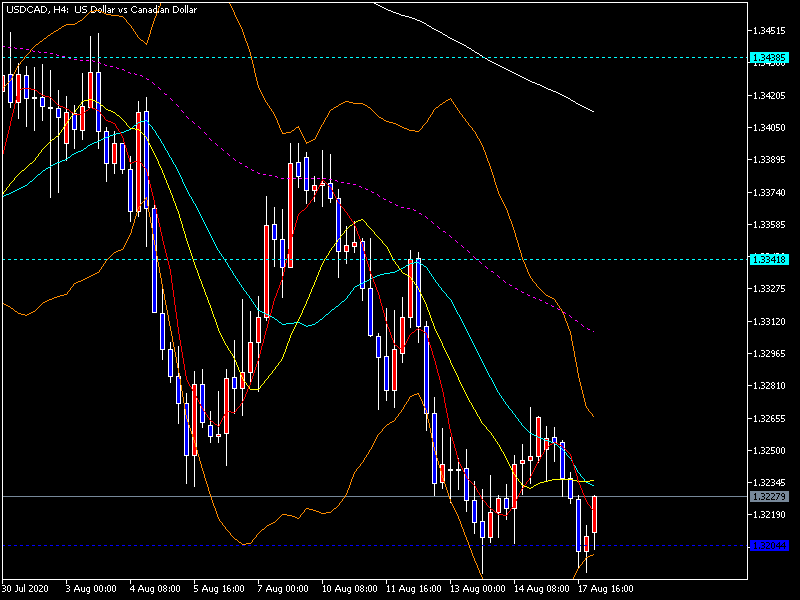 USDCAD, H4: US Dollar vs Canadian Dollar
1.34515
1.34385
1.34205
1.34050
1.33895
1.33740
1.33585
1.33418
1.33275
1.33120
1.32965
1.32810
1.32655
1.32500
1.32345
1.32279
1.32190
30 Jul 2020
3 Aug 00:00
4 Aug 08:00
5 Aug 16:00
7 Aug 00:00
10 Aug 08:00
11 Aug 16:00
13 Aug 00:00
14 Aug 08:00
17 Aug 16:00